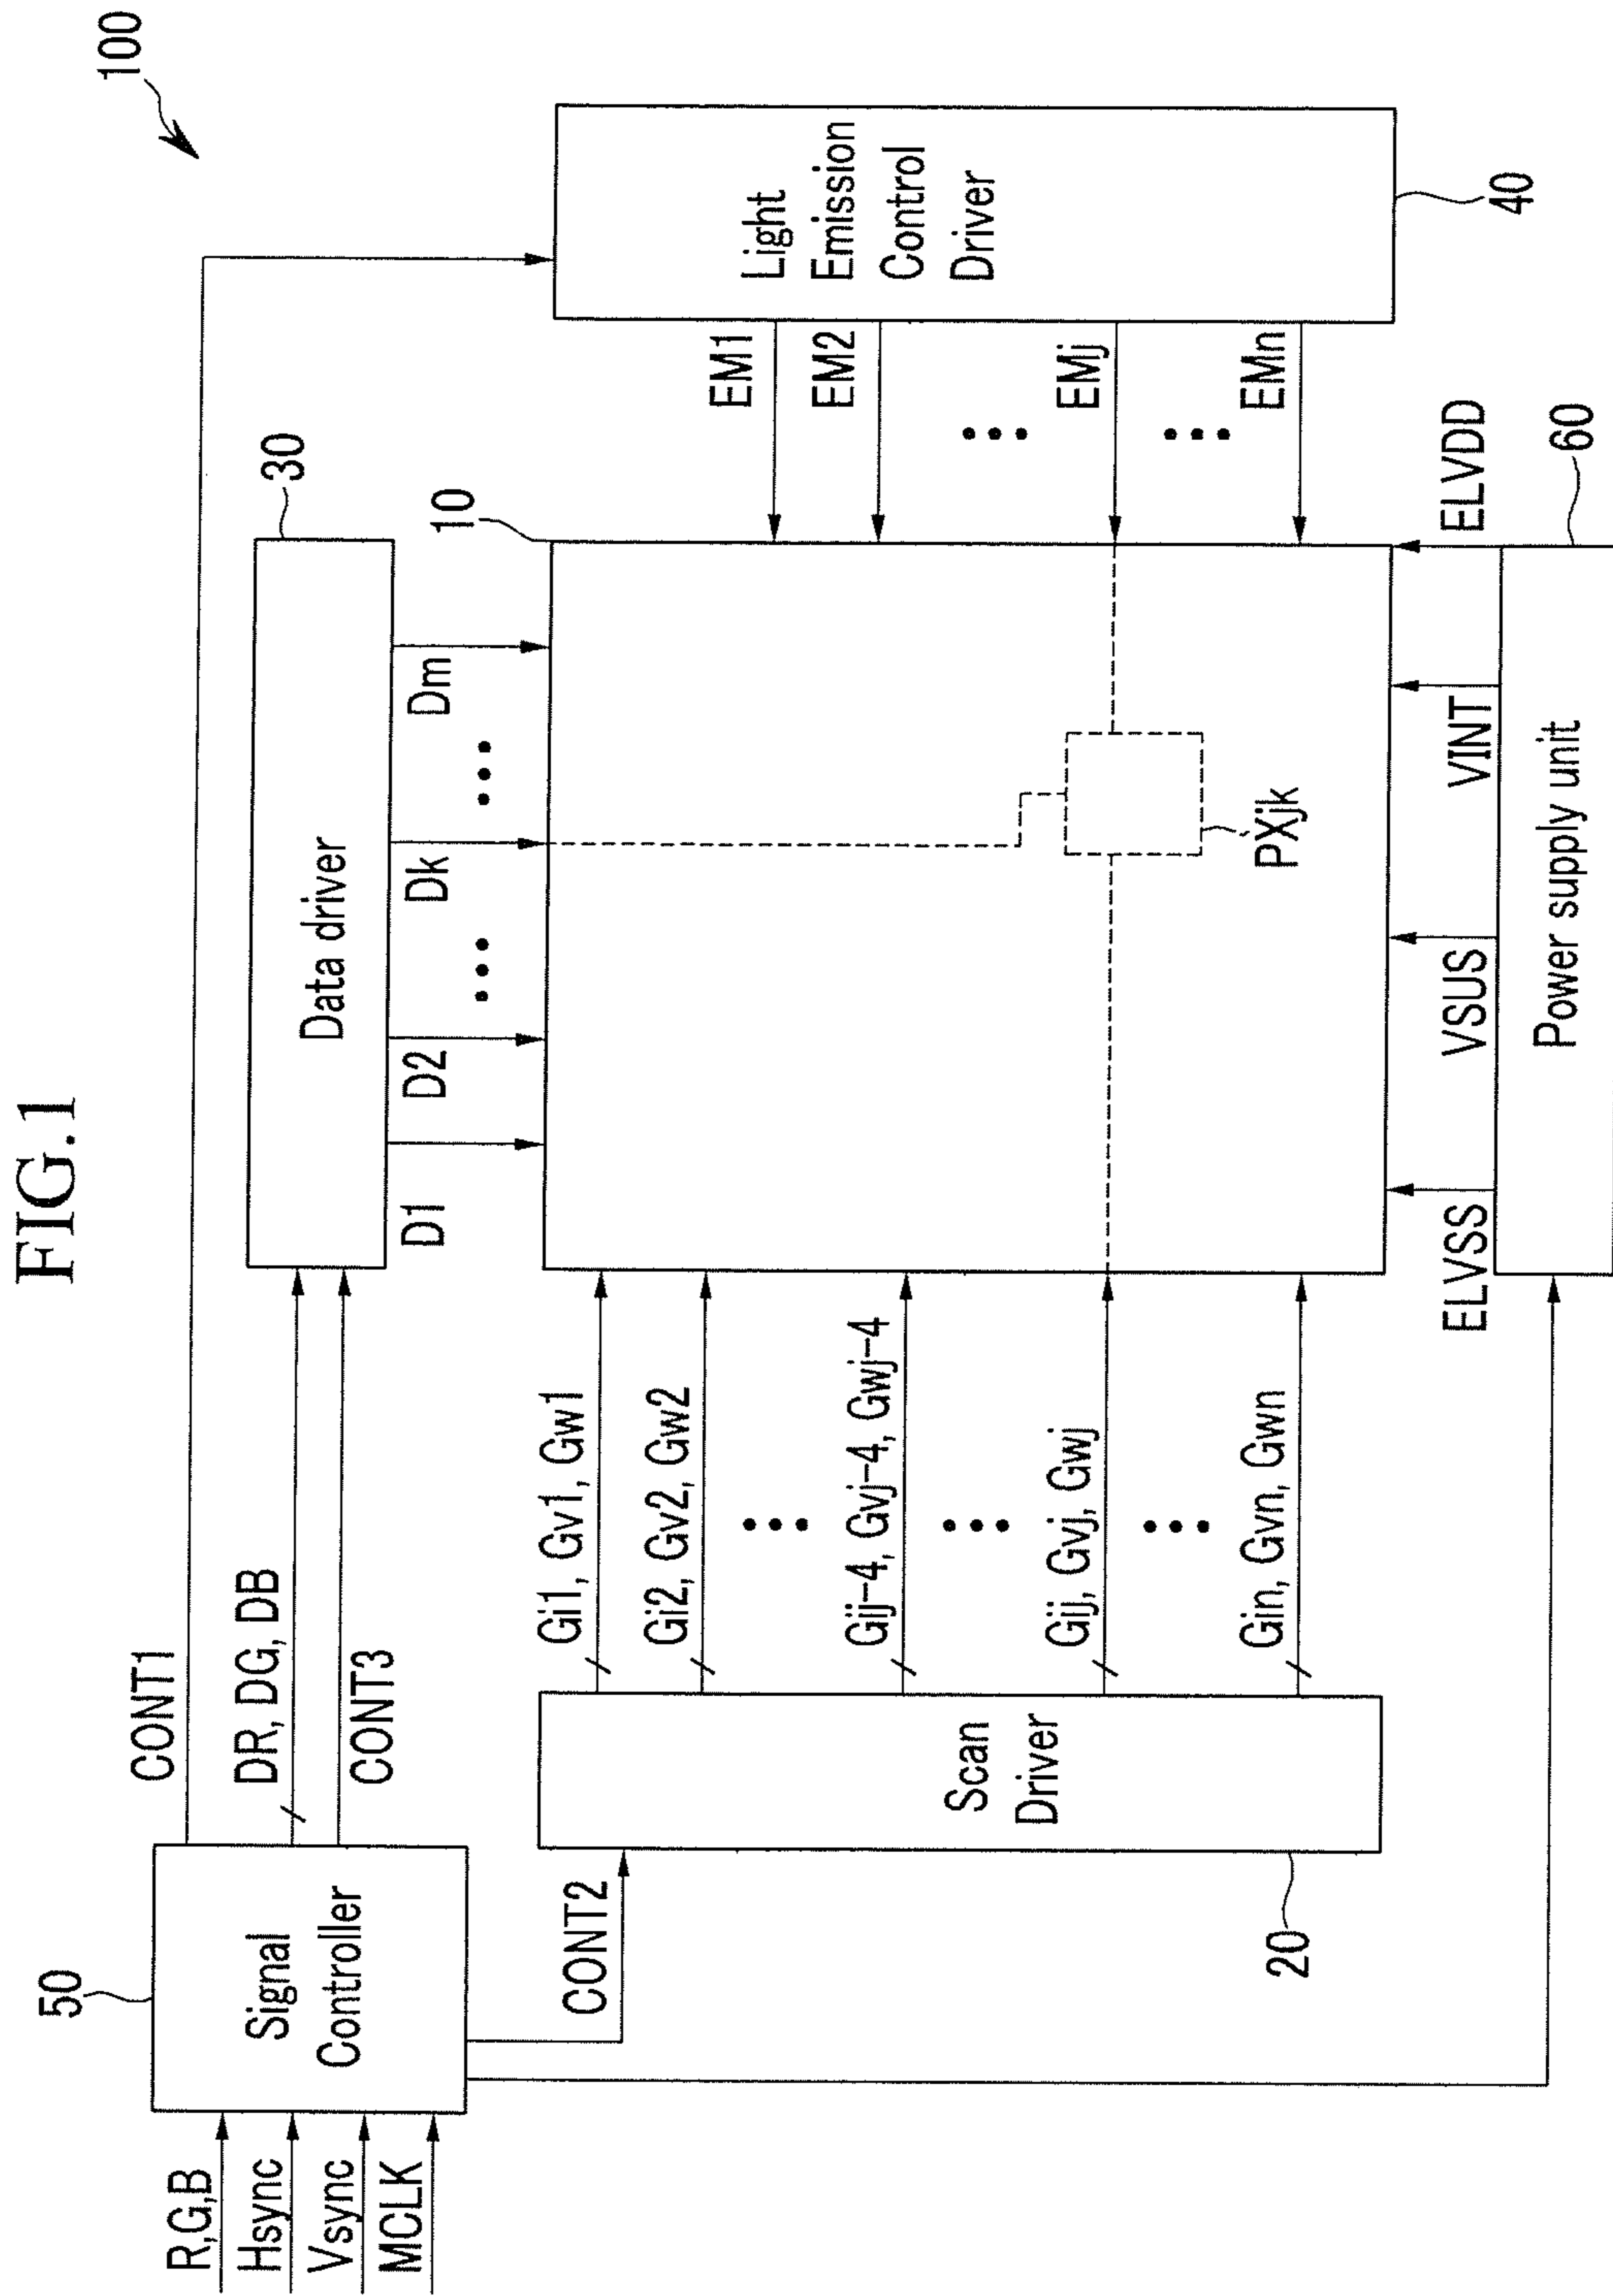 FIG.1
100
50
Signal
Controller
R,G,B
Hsync
Vsync
MCLK
CONT1
DR, DG, DB
CONT3
CONT2
30
Data driver
D1
D2
Dk
Dm
10
Scan
Driver
20
Gi1, Gv1, Gw1
Gi2, Gv2, Gw2
Gij-4, Gvj-4, Gwj-4
Gij, Gvj, Gwj
Gin, Gvn, Gwn
PXjk
EM1
EM2
EMj
EMn
Light
Emission
Control
Driver
40
ELVSS
VSUS
VINT
ELVDD
Power supply unit
60